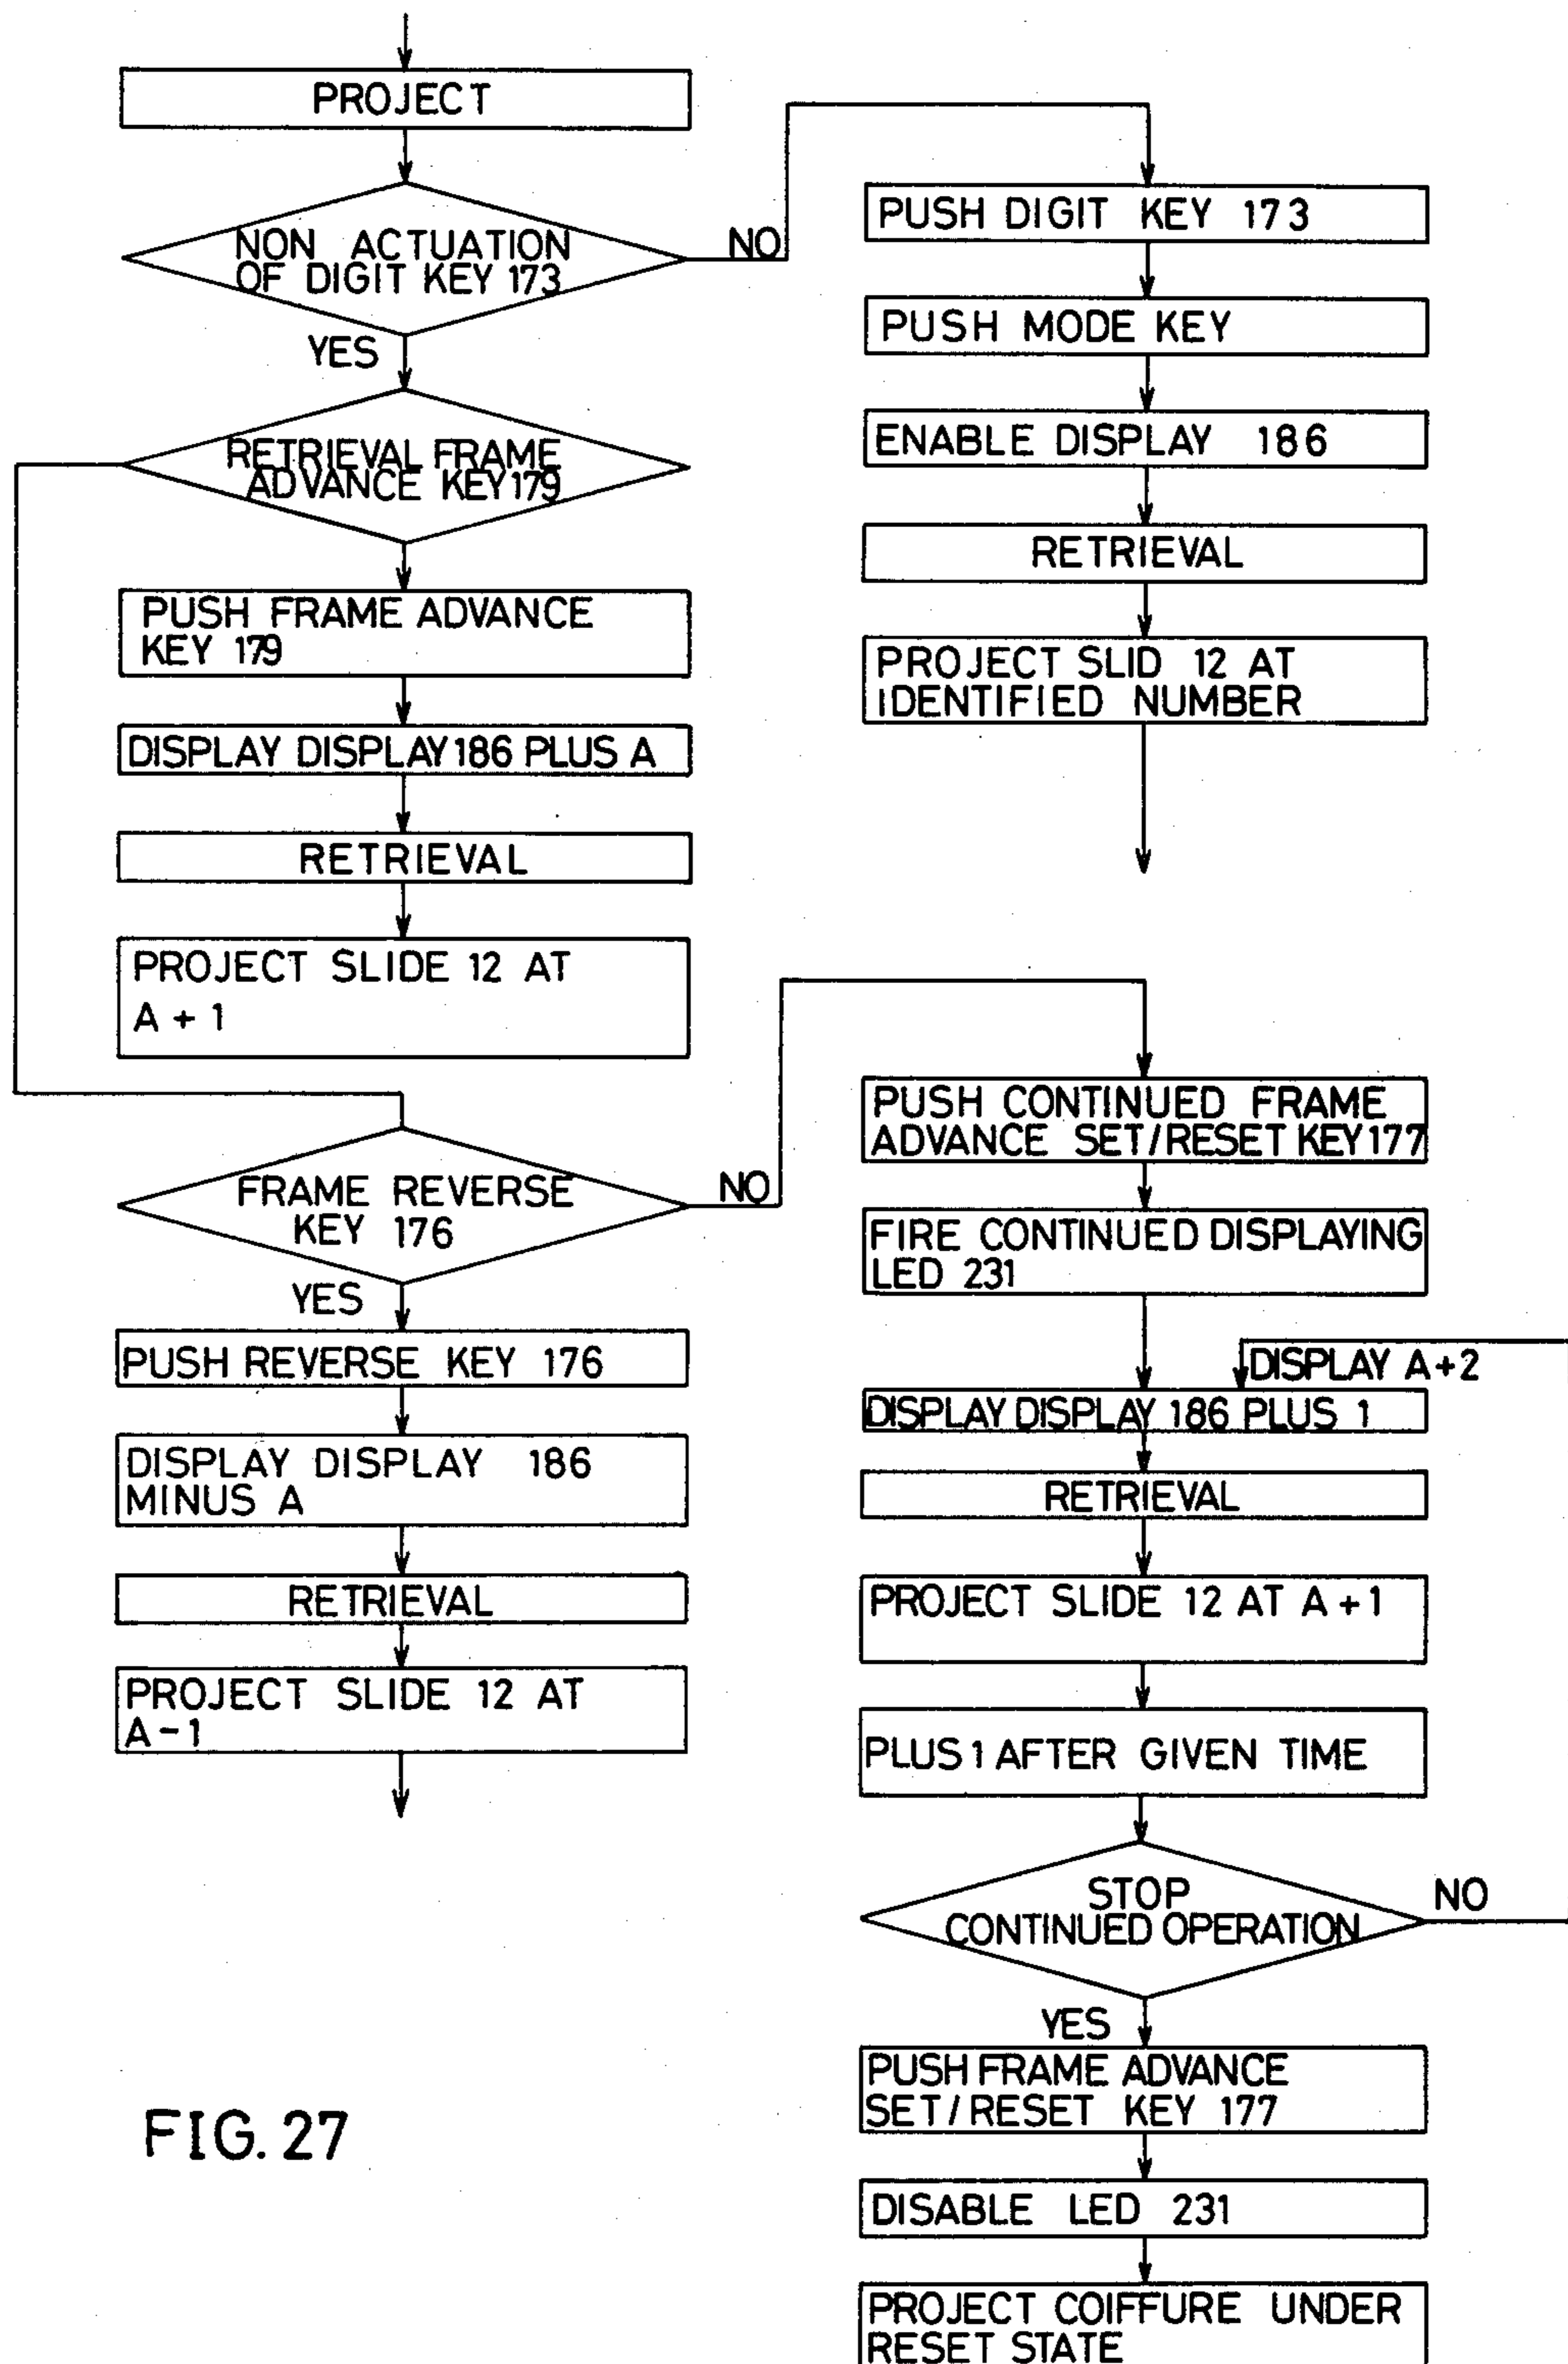 PROJECT
NON ACTUATION
OF DIGIT KEY 173
NO
YES
RETRIEVAL FRAME
ADVANCE KEY 179
PUSH FRAME ADVANCE
KEY 179
DISPLAY DISPLAY 186 PLUS A
RETRIEVAL
PROJECT SLIDE 12 AT
A + 1
FRAME REVERSE
KEY 176
NO
YES
PUSH REVERSE KEY 176
DISPLAY DISPLAY 186
MINUS A
RETRIEVAL
PROJECT SLIDE 12 AT
A - 1
PUSH DIGIT KEY 173
PUSH MODE KEY
ENABLE DISPLAY 186
RETRIEVAL
PROJECT SLID 12 AT
IDENTIFIED NUMBER
PUSH CONTINUED FRAME
ADVANCE SET/RESET KEY 177
FIRE CONTINUED DISPLAYING
LED 231
DISPLAY A+2
DISPLAY DISPLAY 186 PLUS 1
RETRIEVAL
PROJECT SLIDE 12 AT A + 1
PLUS 1 AFTER GIVEN TIME
STOP
CONTINUED OPERATION
NO
YES
PUSH FRAME ADVANCE
SET/RESET KEY 177
DISABLE LED 231
PROJECT COIFFURE UNDER
RESET STATE
FIG. 27